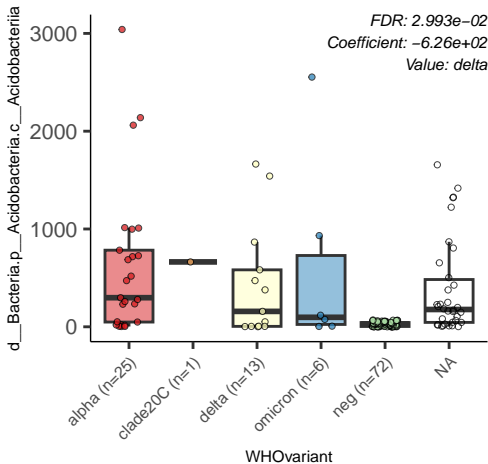 FDR: 2.993e−02
Coefficient: −6.26e+02
Value: delta
d__Bacteria.p__Acidobacteria.c__Acidobacteriia
3000
2000
1000
0
alpha (n=25)
clade20C (n=1)
delta (n=13)
omicron (n=6)
neg (n=72)
NA
WHOvariant